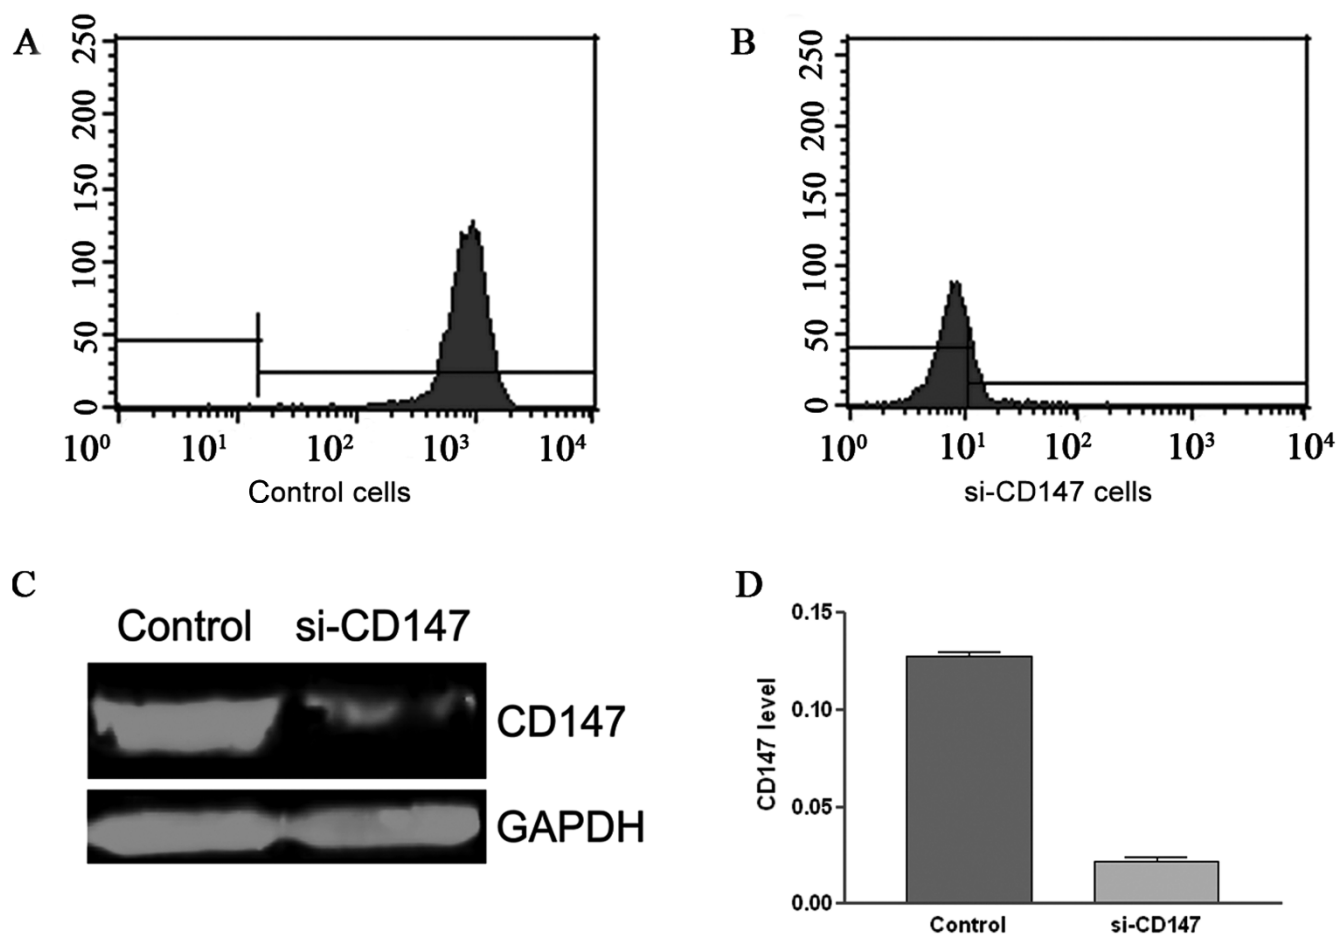 A
250
200
150
100
50
0
10⁰ 10¹ 10² 10³ 10⁴
Control cells
B
250
200
150
100
50
0
10⁰ 10¹ 10² 10³ 10⁴
si-CD147 cells
C
Control si-CD147
CD147
GAPDH
D
CD147 level
0.15
0.10
0.05
0.00
Control si-CD147